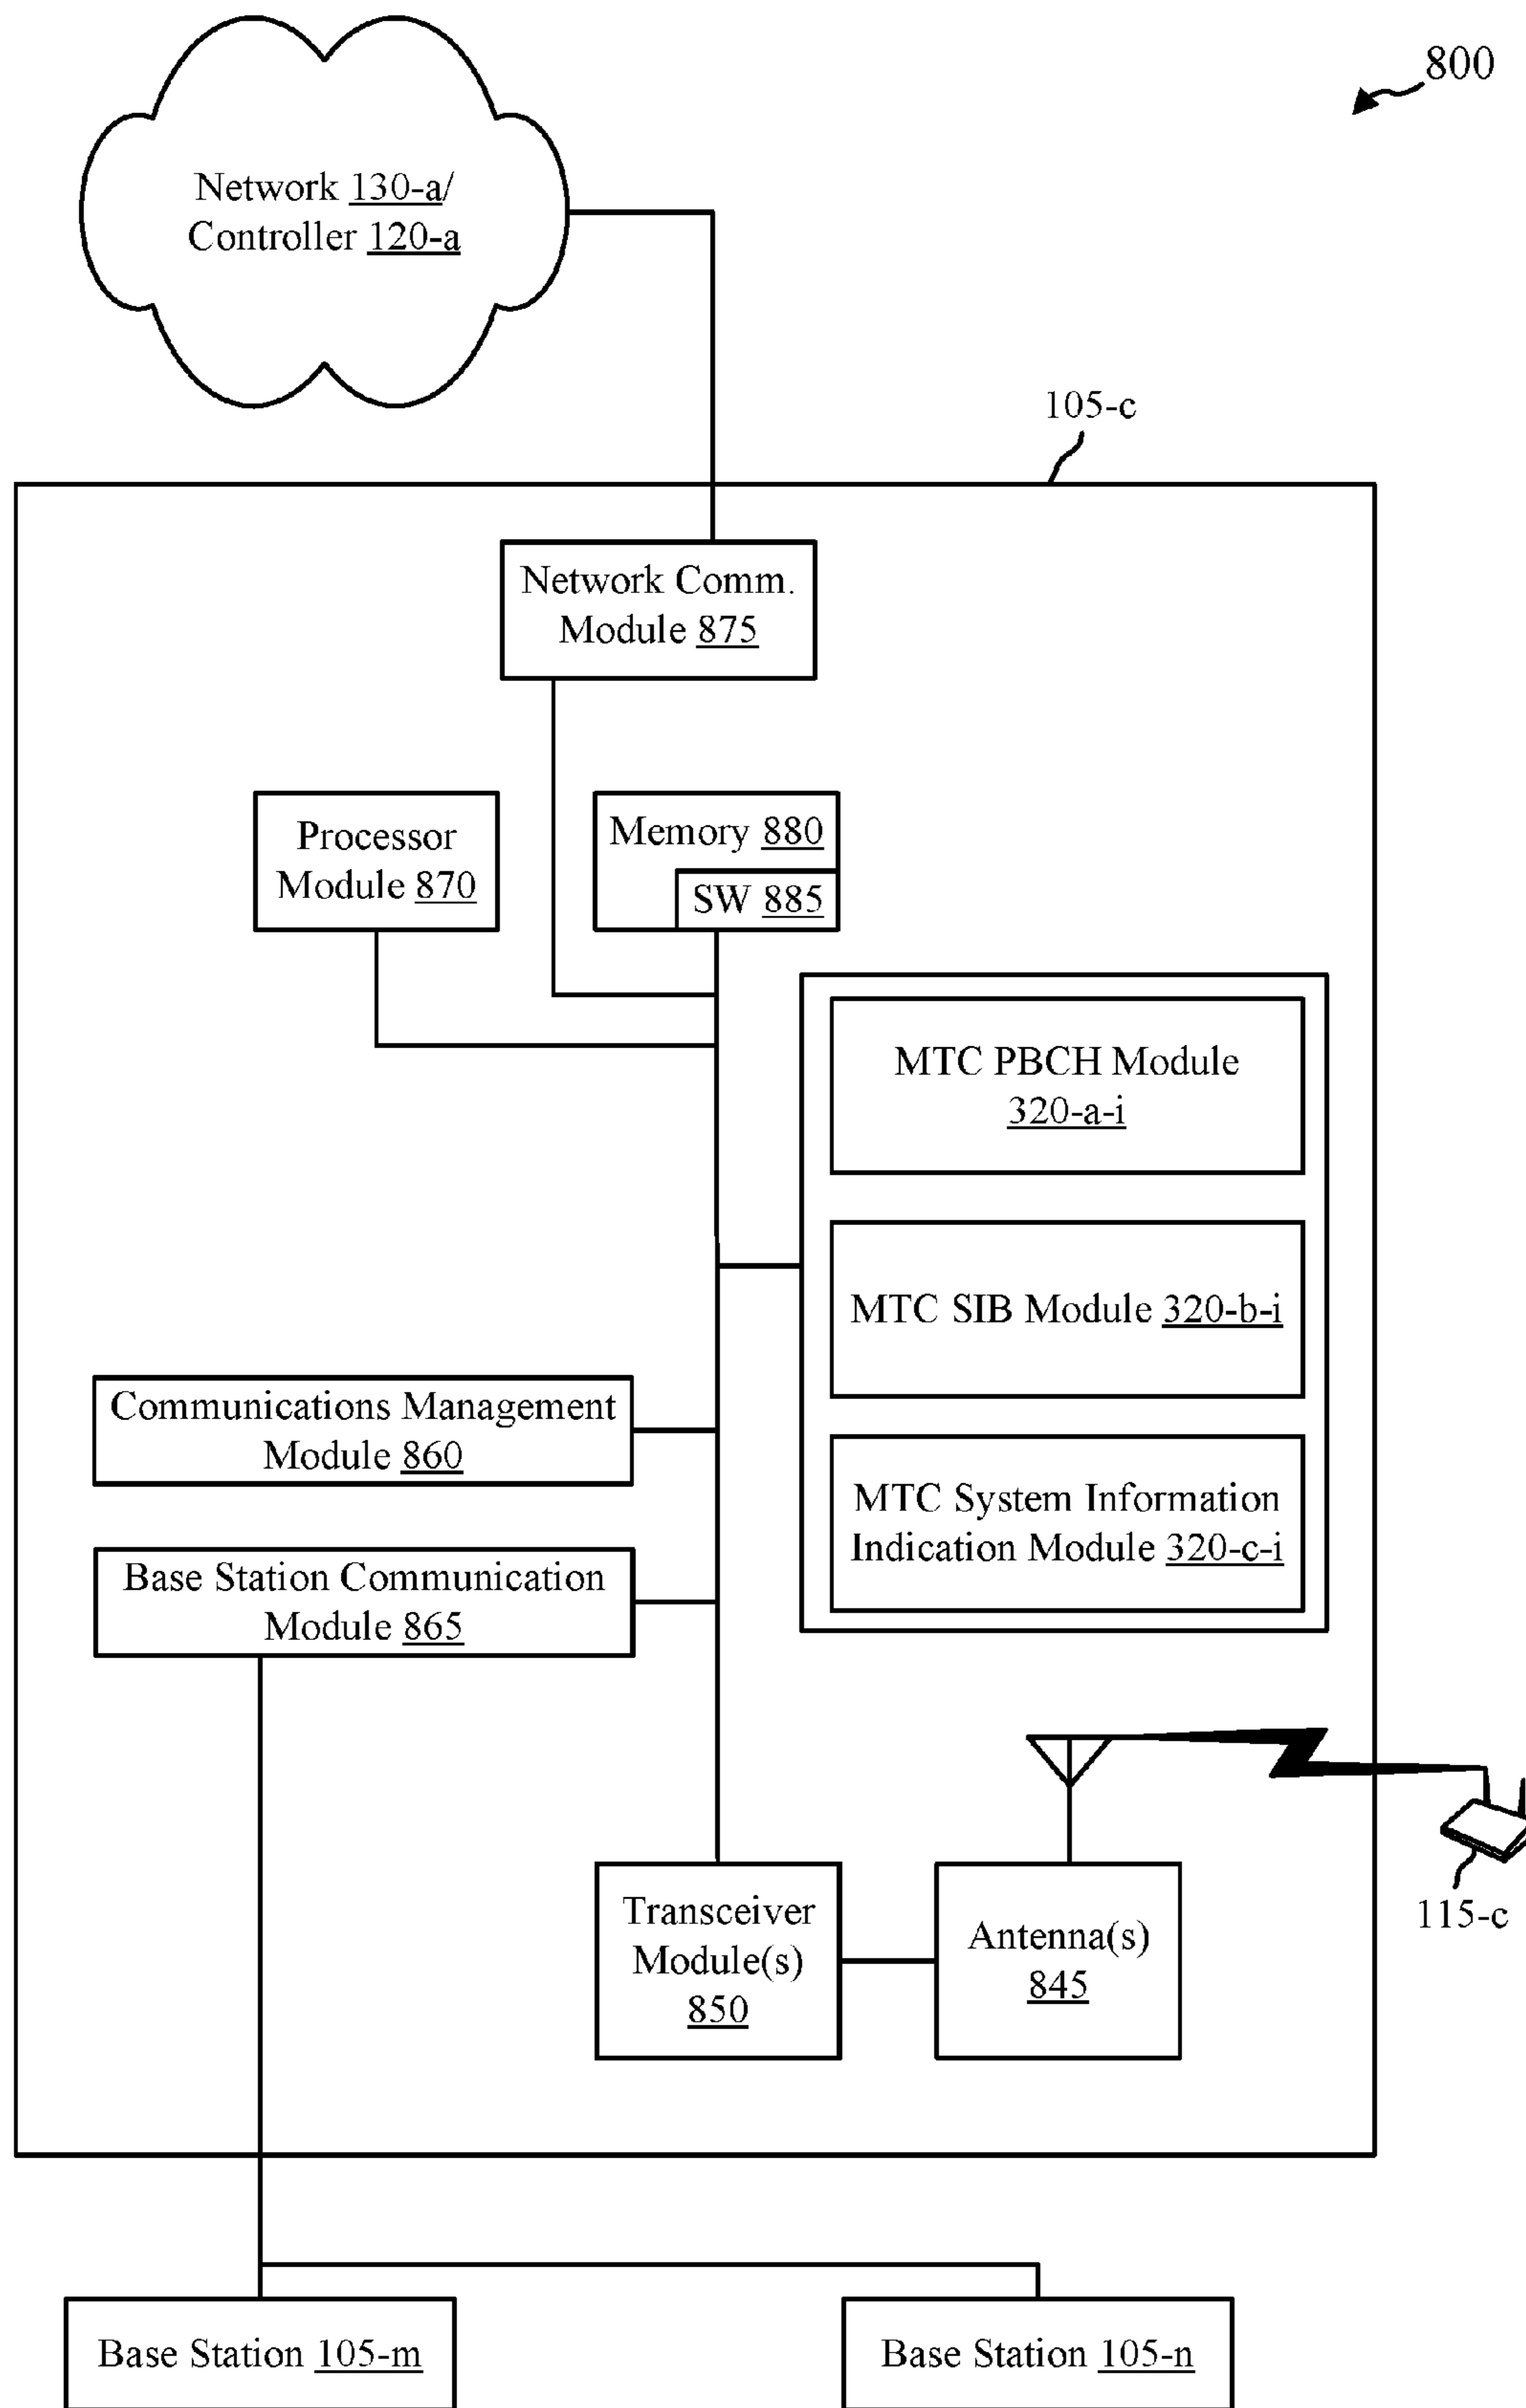 800
Network 130-a/
Controller 120-a
105-c
Network Comm.
Module 875
Processor
Module 870
Memory 880
SW 885
MTC PBCH Module
320-a-i
MTC SIB Module 320-b-i
Communications Management
Module 860
MTC System Information
Indication Module 320-c-i
Base Station Communication
Module 865
Transceiver
Module(s)
850
Antenna(s)
845
115-c
Base Station 105-m
Base Station 105-n